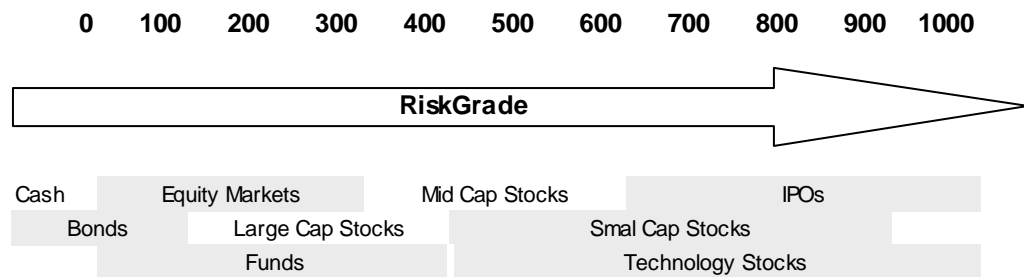 0 100 200 300 400 500 600 700 800 900 1000
RiskGrade
Cash Equity Markets Mid Cap Stocks IPOs
Bonds Large Cap Stocks Smal Cap Stocks
Funds Technology Stocks